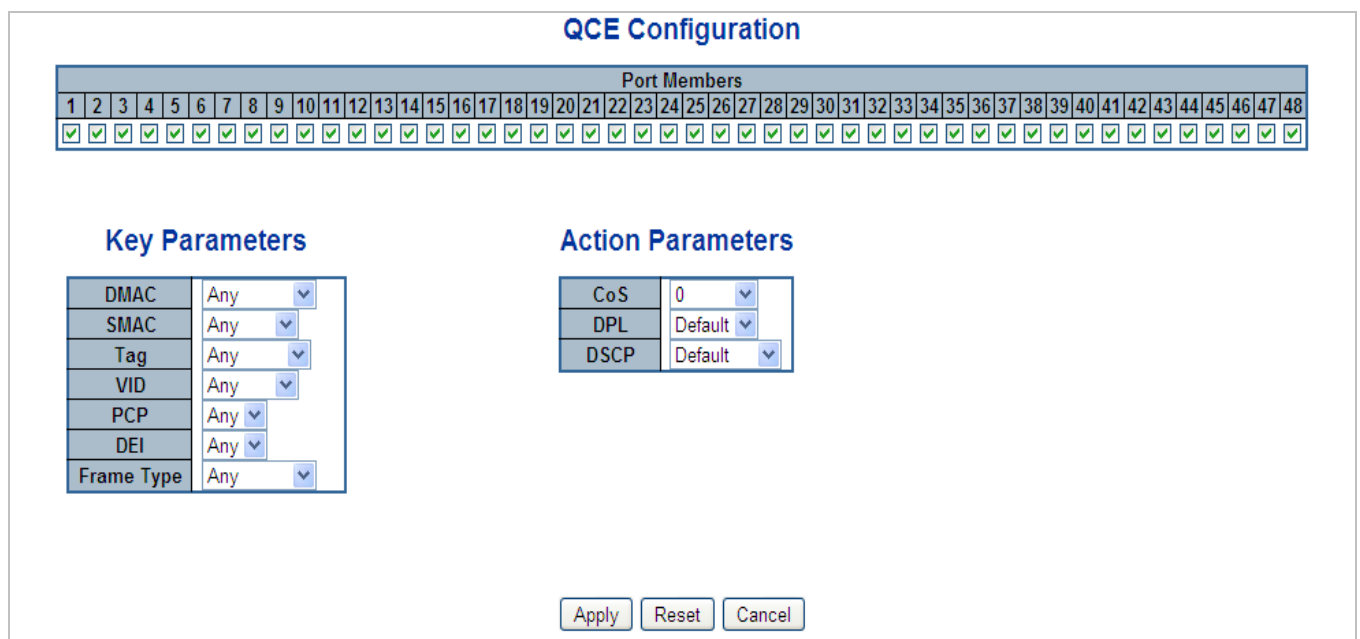 QCE Configuration
Port Members
1 2 3 4 5 6 7 8 9 10 11 12 13 14 15 16 17 18 19 20 21 22 23 24 25 26 27 28 29 30 31 32 33 34 35 36 37 38 39 40 41 42 43 44 45 46 47 48
Key Parameters
DMAC Any
SMAC Any
Tag Any
VID Any
PCP Any
DEI Any
Frame Type Any
Action Parameters
CoS 0
DPL Default
DSCP Default
Apply Reset Cancel